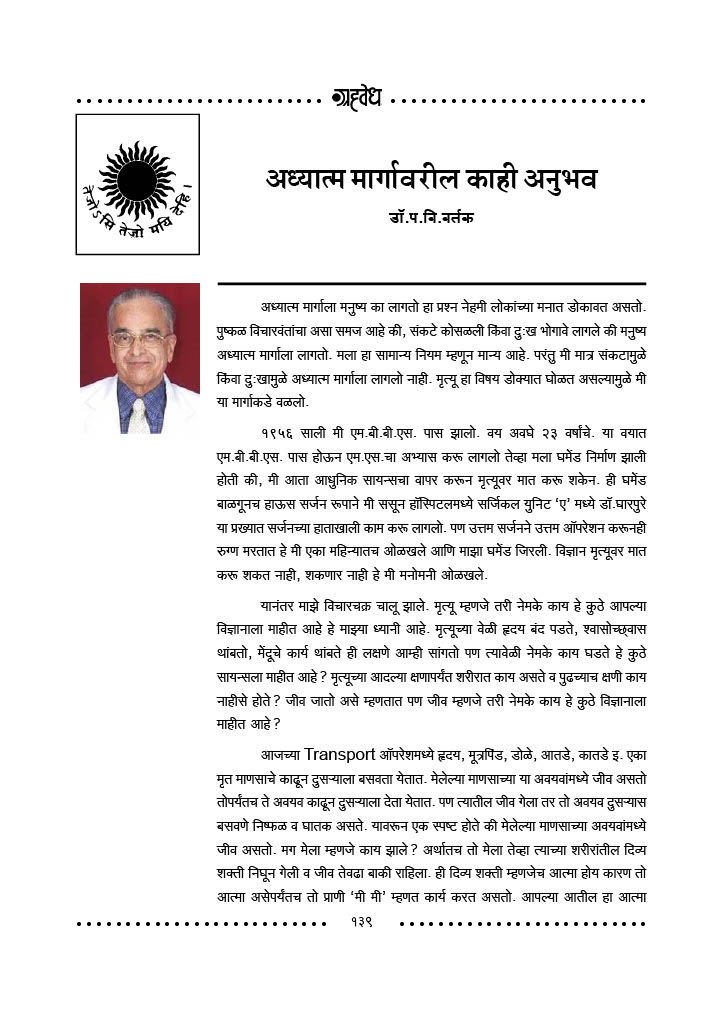 ग्रहवेध
तेजोऽसि तेजो मयि देहि।
अध्यात्म मार्गावरील काही अनुभव
डॉ.प.वि.वर्तक
अध्यात्म मार्गाला मनुष्य का लागतो हा प्रश्न नेहमी लोकांच्या मनात डोकावत असतो.
पुष्कळ विचारवंतांचा असा समज आहे की, संकटे कोसळली किंवा दुःख भोगावे लागले की मनुष्य
अध्यात्म मार्गाला लागतो. मला हा सामान्य नियम म्हणून मान्य आहे. परंतु मी मात्र संकटामुळे
किंवा दुःखामुळे अध्यात्म मार्गाला लागलो नाही. मृत्यू हा विषय डोक्यात घोळत असल्यामुळे मी
या मार्गाकडे वळलो.
१९५६ साली मी एम.बी.बी.एस. पास झालो. वय अवघे २३ वर्षांचे. या वयात
एम.बी.बी.एस. पास होऊन एम.एस.चा अभ्यास करू लागलो तेव्हा मला घमेंड निर्माण झाली
होती की, मी आता आधुनिक सायन्सचा वापर करून मृत्यूवर मात करू शकेन. ही घमेंड
बाळगूनच हाऊस सर्जन रूपाने मी ससून हॉस्पिटलमध्ये सर्जिकल युनिट ‘ए’ मध्ये डॉ.घारपुरे
या प्रख्यात सर्जनच्या हाताखाली काम करू लागलो. पण उत्तम सर्जनने उत्तम ऑपरेशन करूनही
रुग्ण मरतात हे मी एका महिन्यातच ओळखले आणि माझा घमेंड जिरली. विज्ञान मृत्यूवर मात
करू शकत नाही, शकणार नाही हे मी मनोमनी ओळखले.
यानंतर माझे विचारचक्र चालू झाले. मृत्यू म्हणजे तरी नेमके काय हे कुठे आपल्या
विज्ञानाला माहीत आहे हे माझ्या ध्यानी आहे. मृत्यूच्या वेळी हृदय बंद पडते, श्वासोच्छ्वास
थांबतो, मेंदूचे कार्य थांबते ही लक्षणे आम्ही सांगतो पण त्यावेळी नेमके काय घडते हे कुठे
सायन्सला माहीत आहे? मृत्यूच्या आदल्या क्षणापर्यंत शरीरात काय असते व पुढच्याच क्षणी काय
नाहीसे होते? जीव जातो असे म्हणतात पण जीव म्हणजे तरी नेमके काय हे कुठे विज्ञानाला
माहीत आहे?
आजच्या Transport ऑपरेशमध्ये हृदय, मूत्रपिंड, डोळे, आतडे, कातडे इ. एका
मृत माणसाचे काढून दुसऱ्याला बसवता येतात. मेलेल्या माणसाच्या या अवयवांमध्ये जीव असतो
तोपर्यंतच ते अवयव काढून दुसऱ्याला देता येतात. पण त्यातील जीव गेला तर तो अवयव दुसऱ्यास
बसवणे निष्फळ व घातक असते. यावरून एक स्पष्ट होते की मेलेल्या माणसाच्या अवयवांमध्ये
जीव असतो. मग मेला म्हणजे काय झाले? अर्थातच तो मेला तेव्हा त्याच्या शरीरांतील दिव्य
शक्ती निघून गेली व जीव तेवढा बाकी राहिला. ही दिव्य शक्ती म्हणजेच आत्मा होय कारण तो
आत्मा असेपर्यंतच तो प्राणी ‘मी मी’ म्हणत कार्य करत असतो. आपल्या आतील हा आत्मा
१३९